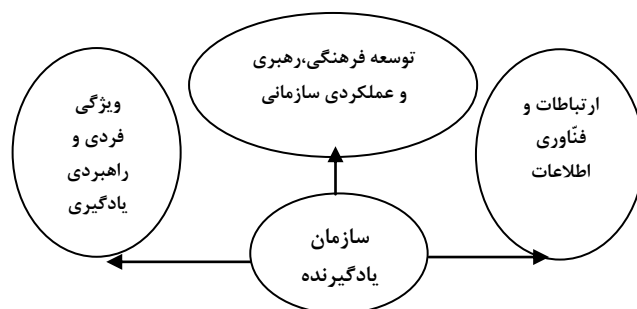 توسعه فرهنگی،رهبری
و عملکردی سازمانی
ارتباطات و
فنّاوری
اطلاعات
ویژگی
فردی و
راهبردی
یادگیری
سازمان
یادگیرنده